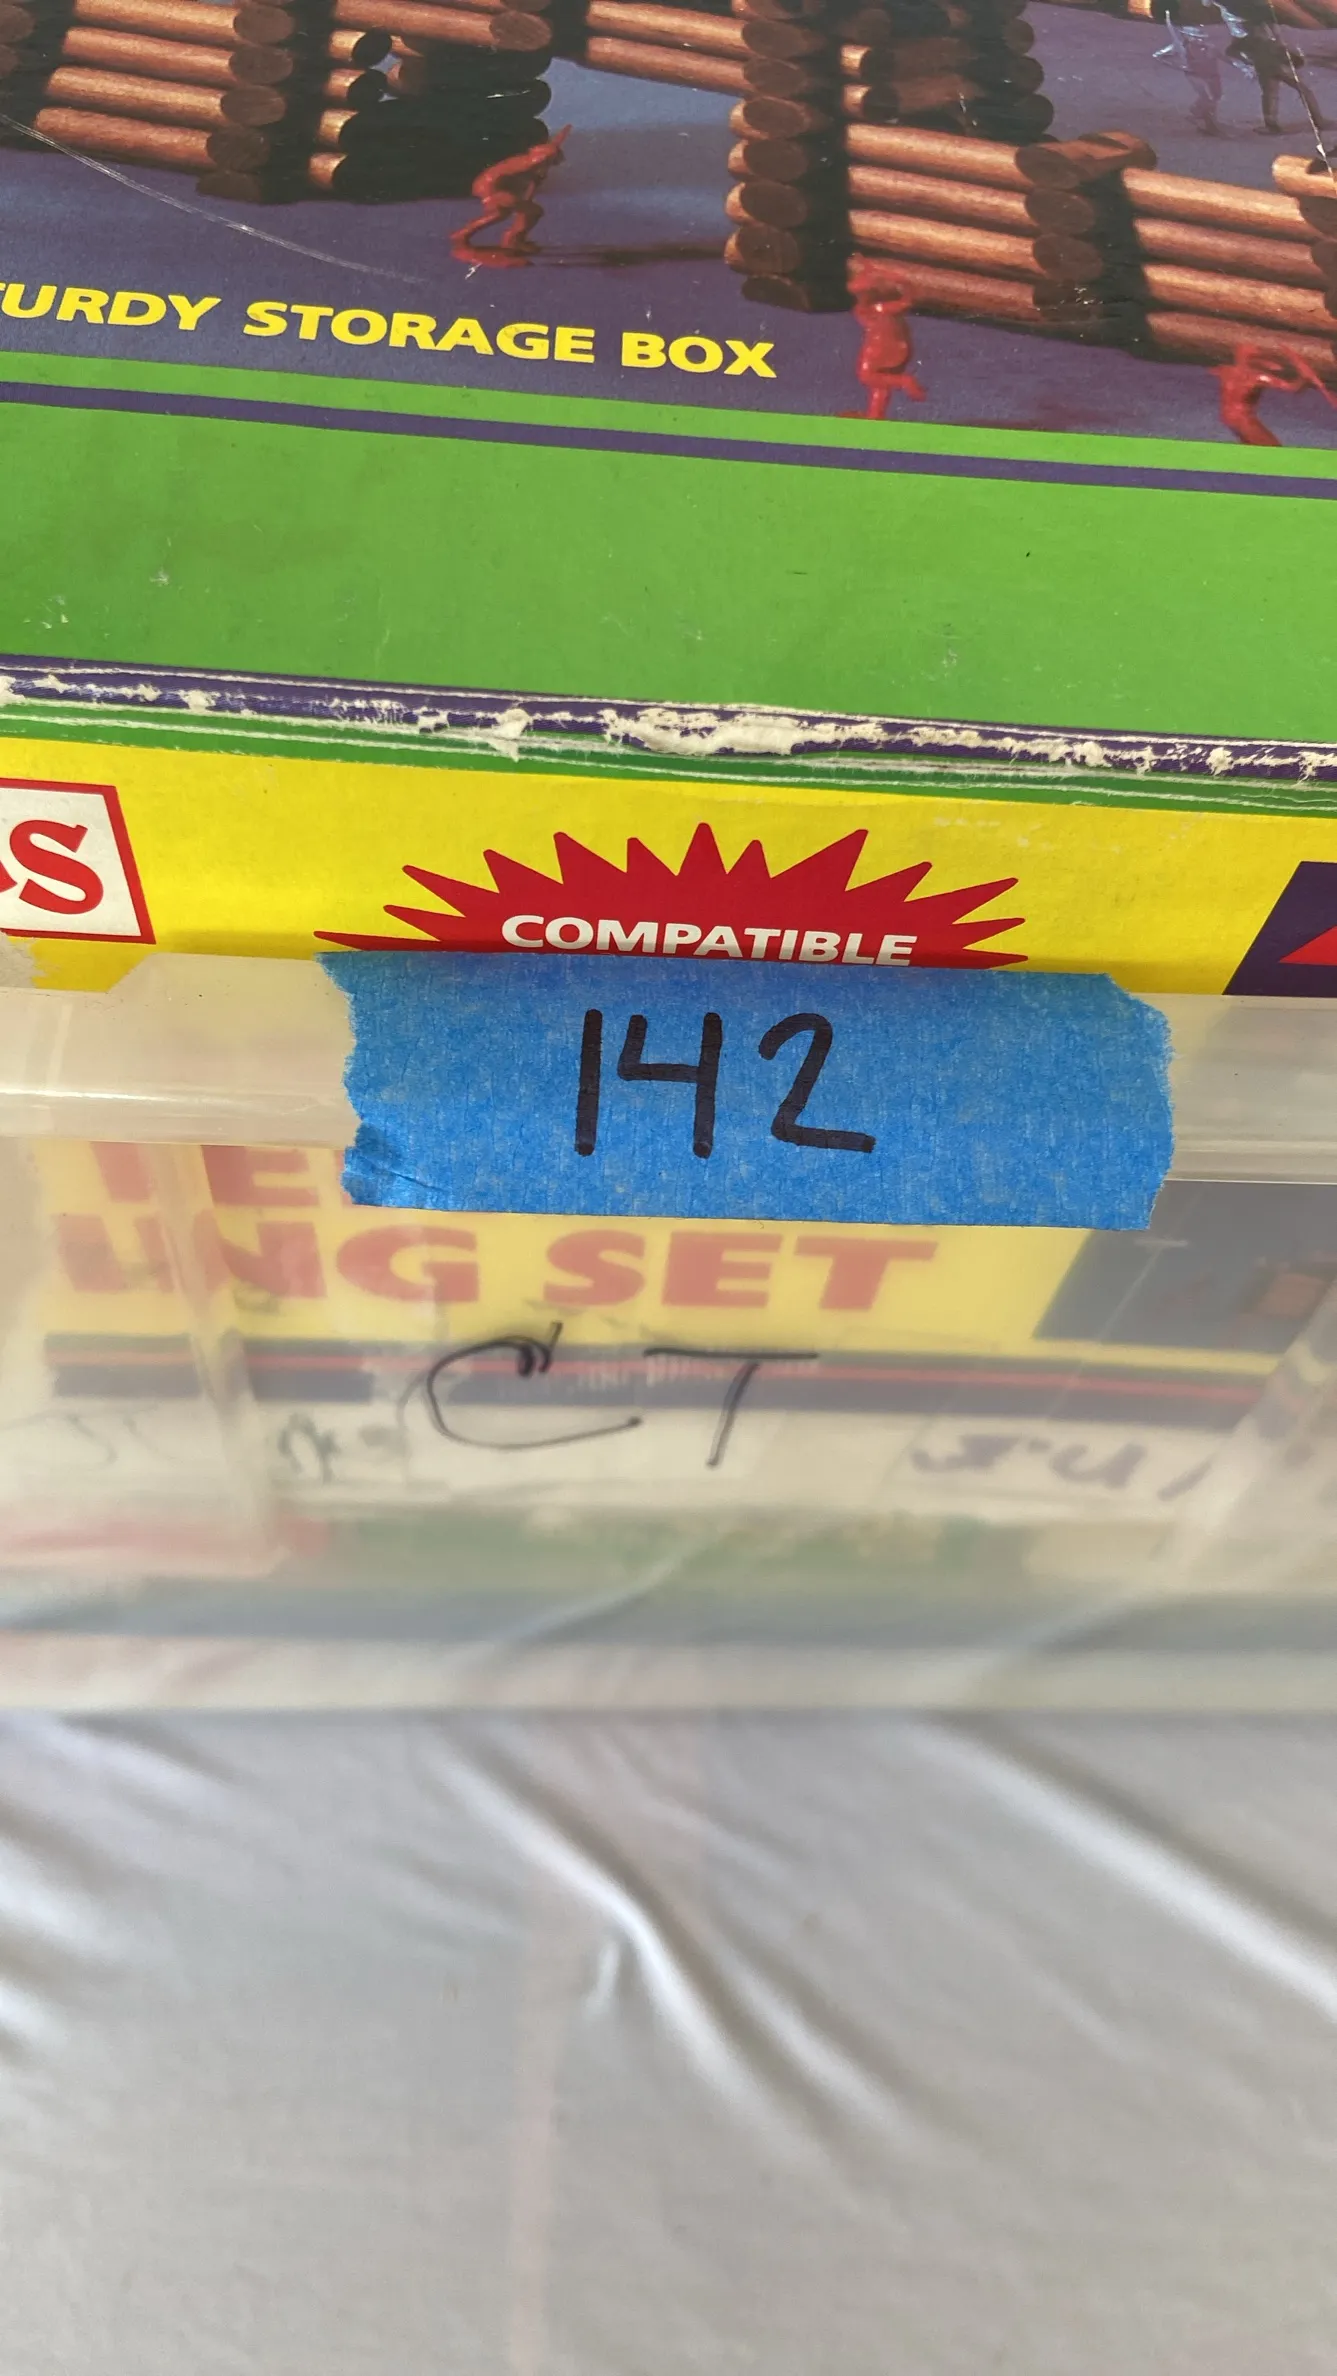 URDY STORAGE BOX
S
COMPATIBLE
142
NG SET
CT